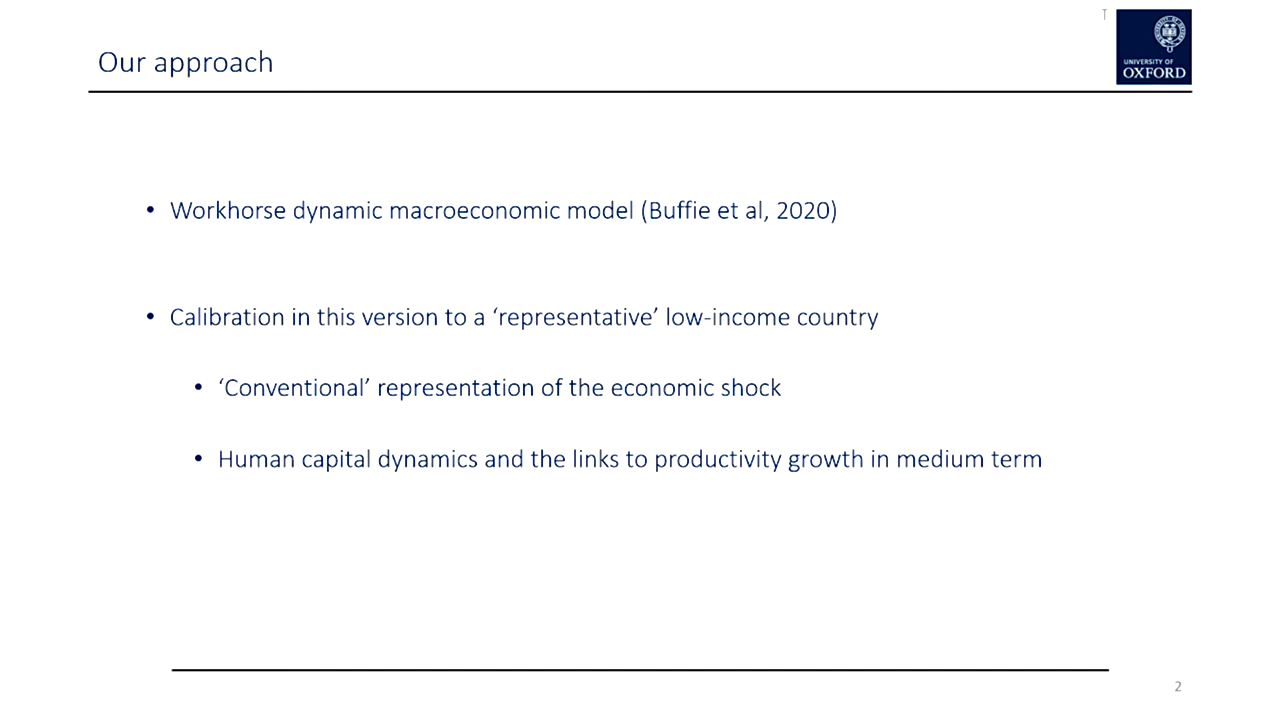 T
Our approach
UNIVERSITY OF
OXFORD
• Workhorse dynamic macroeconomic model (Buffie et al, 2020)
• Calibration in this version to a ‘representative’ low-income country
• ‘Conventional’ representation of the economic shock
• Human capital dynamics and the links to productivity growth in medium term
2